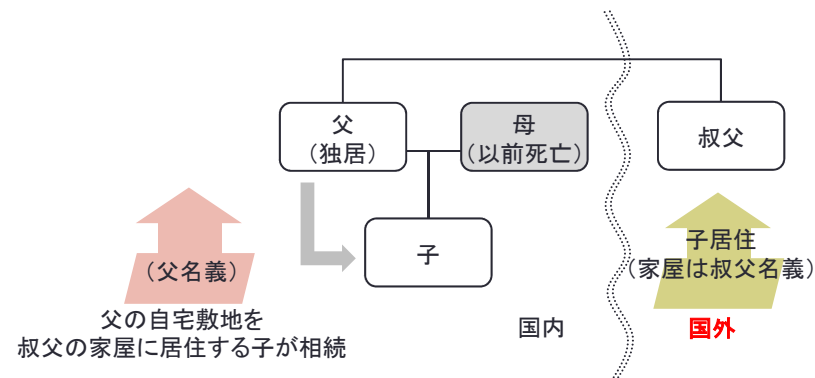 父
（独居）
母
（以前死亡）
叔父
子
（父名義）
子居住
（家屋は叔父名義）
父の自宅敷地を
叔父の家屋に居住する子が相続
国内
国外